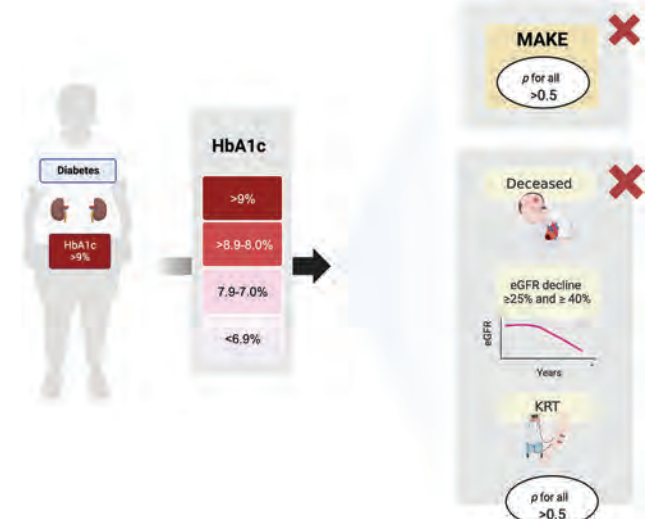 Diabetes
HbA1c
>9%
HbA1c
>9%
>8.9-8.0%
7.9-7.0%
<6.9%
MAKE
p for all
>0.5
Deceased
eGFR decline
≥25% and ≥ 40%
eGFR
Years
KRT
p for all
>0.5